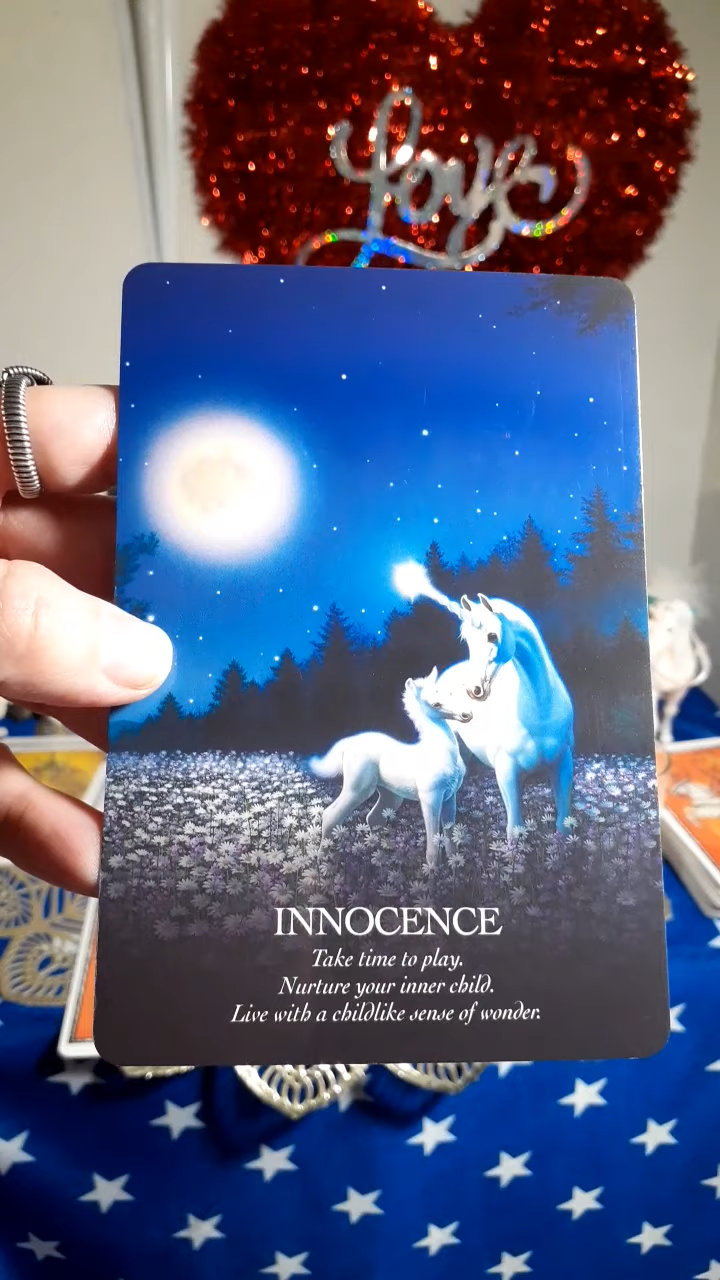 Love
INNOCENCE
Take time to play.
Nurture your inner child.
Live with a childlike sense of wonder.